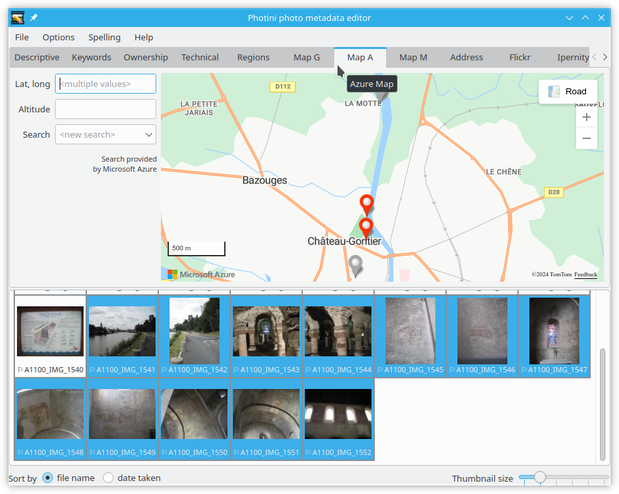 Photini photo metadata editor
File Options Spelling Help
Descriptive Keywords Ownership Technical Regions Map G Map A Map M Address Flickr Ipernity
Azure Map
Lat, long <multiple values>
Altitude
Search <new search>
Search provided
by Microsoft Azure
D112
LA PETITE
JARIAIS
LA MOTTE
Road
+
−
Bazouges
LE CHÊNE
D28
Château-Gontier
500 m
Microsoft Azure
©2024 TomTom Feedback
A1100_IMG_1540 A1100_IMG_1541 A1100_IMG_1542 A1100_IMG_1543 A1100_IMG_1544 A1100_IMG_1545 A1100_IMG_1546 A1100_IMG_1547
A1100_IMG_1548 A1100_IMG_1549 A1100_IMG_1550 A1100_IMG_1551 A1100_IMG_1552
Sort by file name date taken Thumbnail size